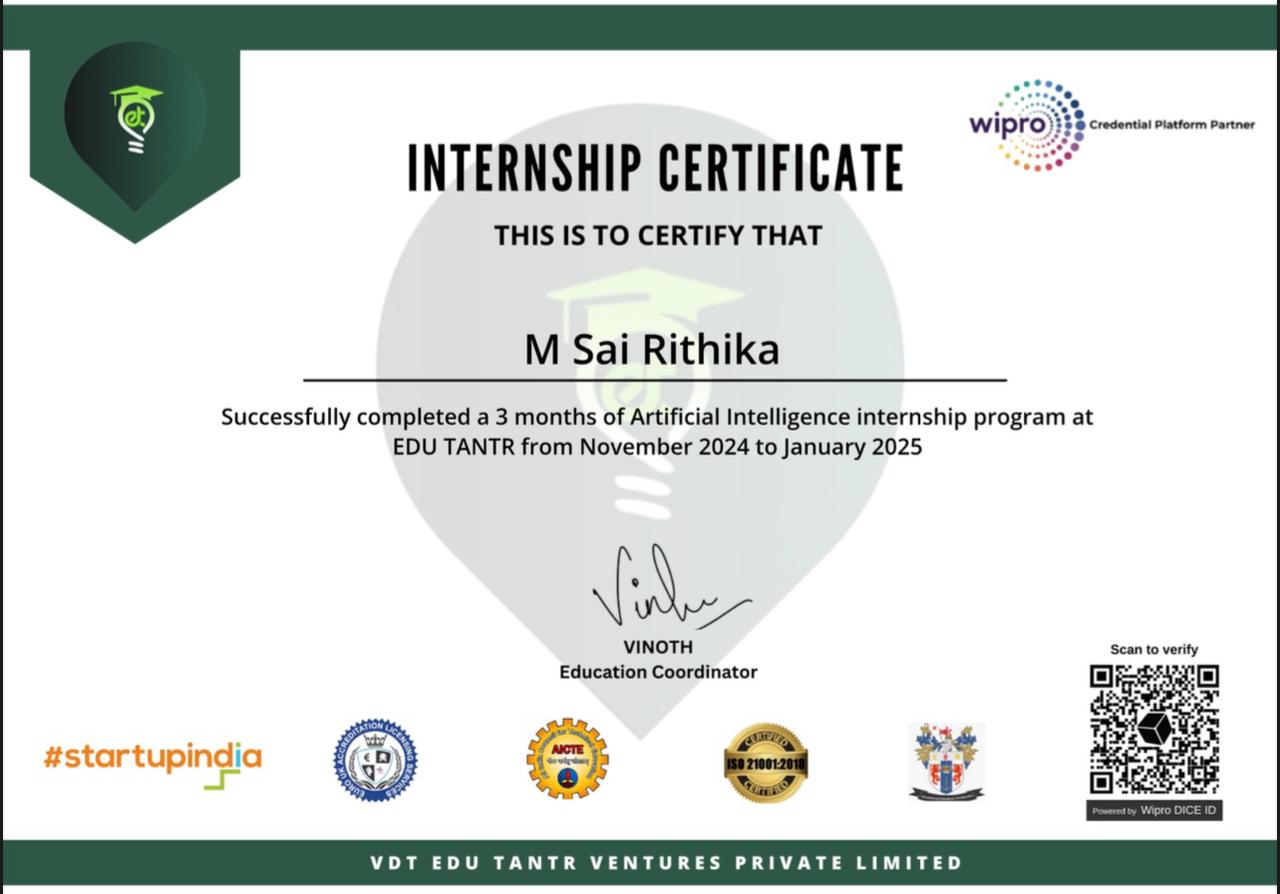 wipro Credential Platform Partner
INTERNSHIP CERTIFICATE
THIS IS TO CERTIFY THAT
M Sai Rithika
Successfully completed a 3 months of Artificial Intelligence internship program at
EDU TANTR from November 2024 to January 2025
VINOTH
Education Coordinator
Scan to verify
#startupindia
ACCREDITATION LICENSING SERVICES EURO UK
AICTE
CERTIFIED
ISO 21001:2018
CERTIFIED
Powered by Wipro DICE ID
VDT EDU TANTR VENTURES PRIVATE LIMITED